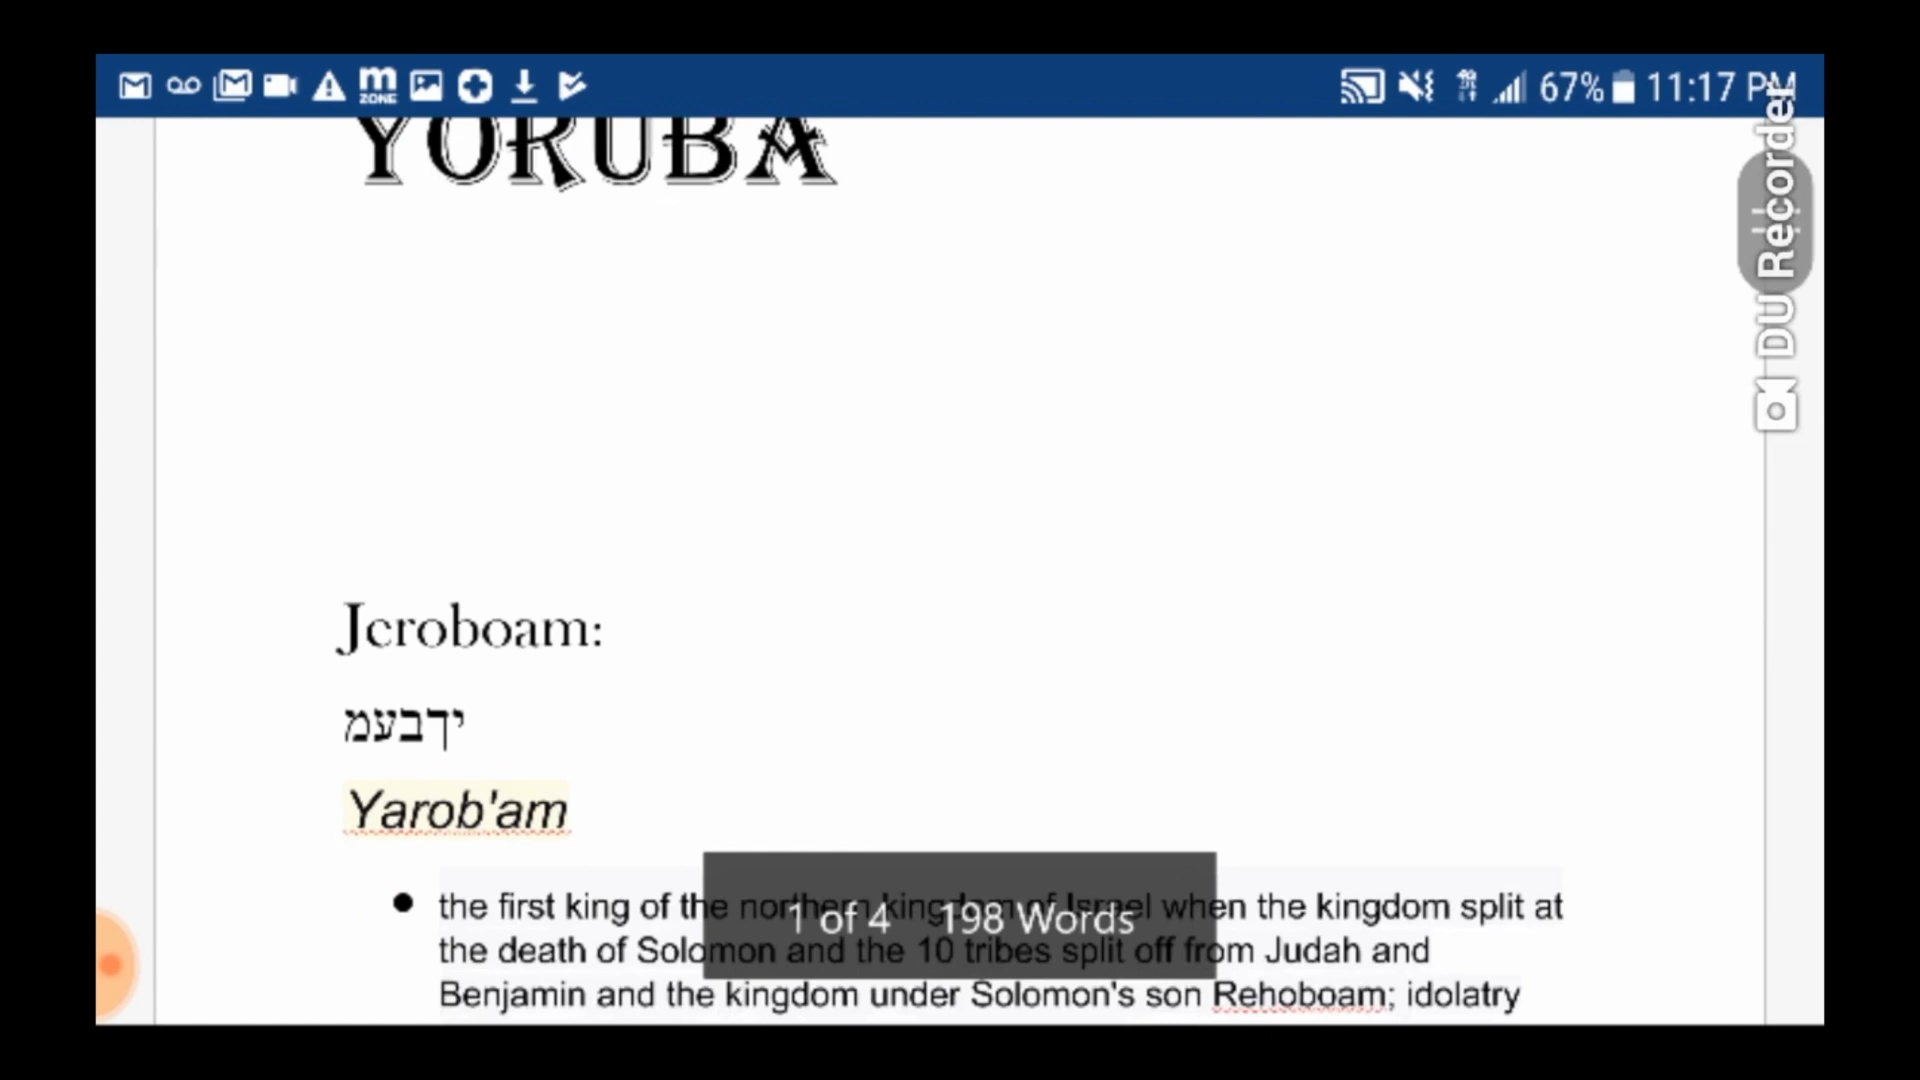 67% 11:17 PM
DU Recorder
YORUBA
Jeroboam:
יךבעמ
Yarob'am
• the first king of the northern kingdom of Israel when the kingdom split at
the death of Solomon and the 10 tribes split off from Judah and
Benjamin and the kingdom under Solomon's son Rehoboam; idolatry
1 of 4 198 Words